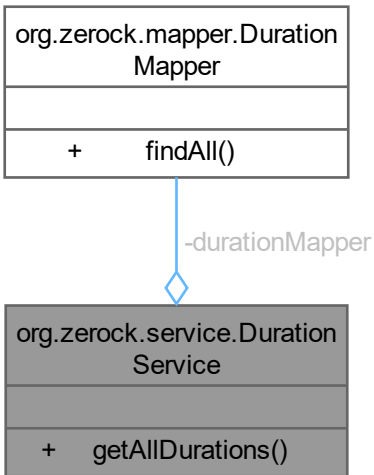 org.zerock.mapper.Duration
Mapper
+ findAll()
-durationMapper
org.zerock.service.Duration
Service
+ getAllDurations()